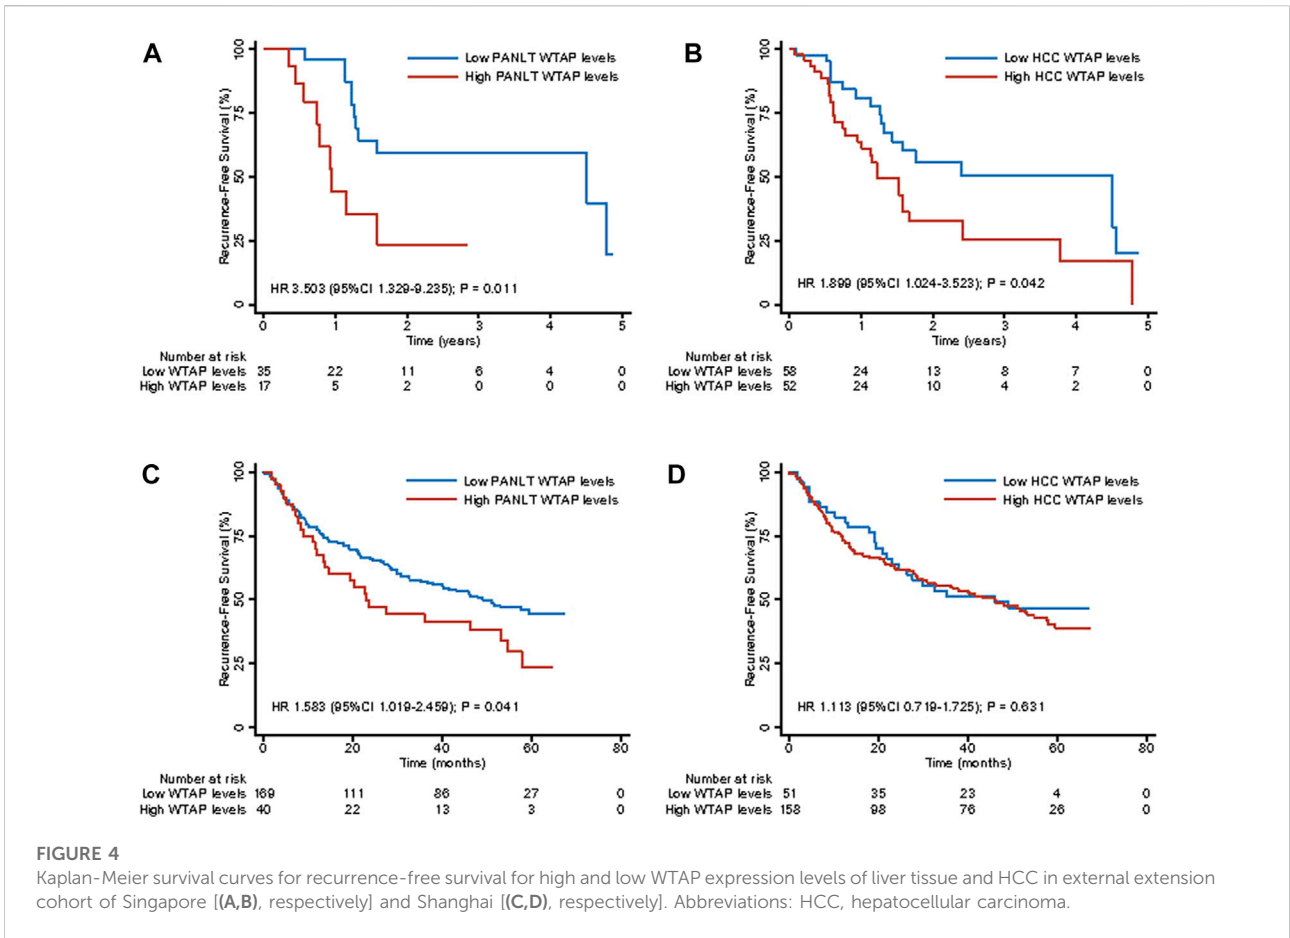 A
Low PANLT WTAP levels
High PANLT WTAP levels
Recurrence-Free Survival (%)
100
75
50
25
0
HR 3.503 (95%CI 1.329-9.235); P = 0.011
0 1 2 3 4 5
Time (years)
Number at risk
Low WTAP levels 35 22 11 6 4 0
High WTAP levels 17 5 2 0 0 0
B
Low HCC WTAP levels
High HCC WTAP levels
Recurrence-Free Survival (%)
100
75
50
25
0
HR 1.899 (95%CI 1.024-3.523); P = 0.042
0 1 2 3 4 5
Time (years)
Number at risk
Low WTAP levels 58 24 13 8 7 0
High WTAP levels 52 24 10 4 2 0
C
Low PANLT WTAP levels
High PANLT WTAP levels
Recurrence-Free Survival (%)
100
75
50
25
0
HR 1.583 (95%CI 1.019-2.459); P = 0.041
0 20 40 60 80
Time (months)
Number at risk
Low WTAP levels 169 111 86 27 0
High WTAP levels 40 22 13 3 0
D
Low HCC WTAP levels
High HCC WTAP levels
Recurrence-Free Survival (%)
100
75
50
25
0
HR 1.113 (95%CI 0.719-1.725); P = 0.631
0 20 40 60 80
Time (months)
Number at risk
Low WTAP levels 51 35 23 4 0
High WTAP levels 158 98 76 26 0
FIGURE 4
Kaplan-Meier survival curves for recurrence-free survival for high and low WTAP expression levels of liver tissue and HCC in external extension
cohort of Singapore [(A,B), respectively] and Shanghai [(C,D), respectively]. Abbreviations: HCC, hepatocellular carcinoma.